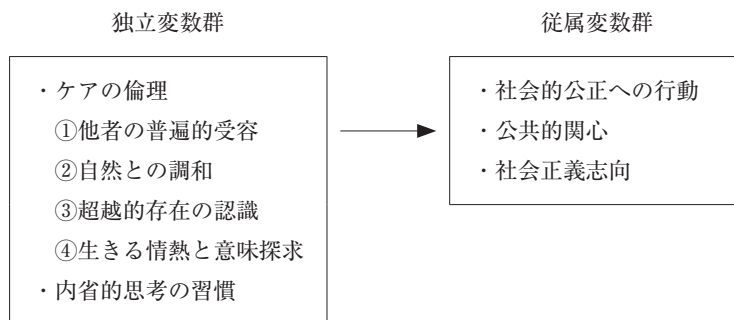 独立変数群
・ケアの倫理
①他者の普遍的受容
②自然との調和
③超越的存在の認識
④生きる情熱と意味探求
・内省的思考の習慣
従属変数群
・社会的公正への行動
・公共的関心
・社会正義志向